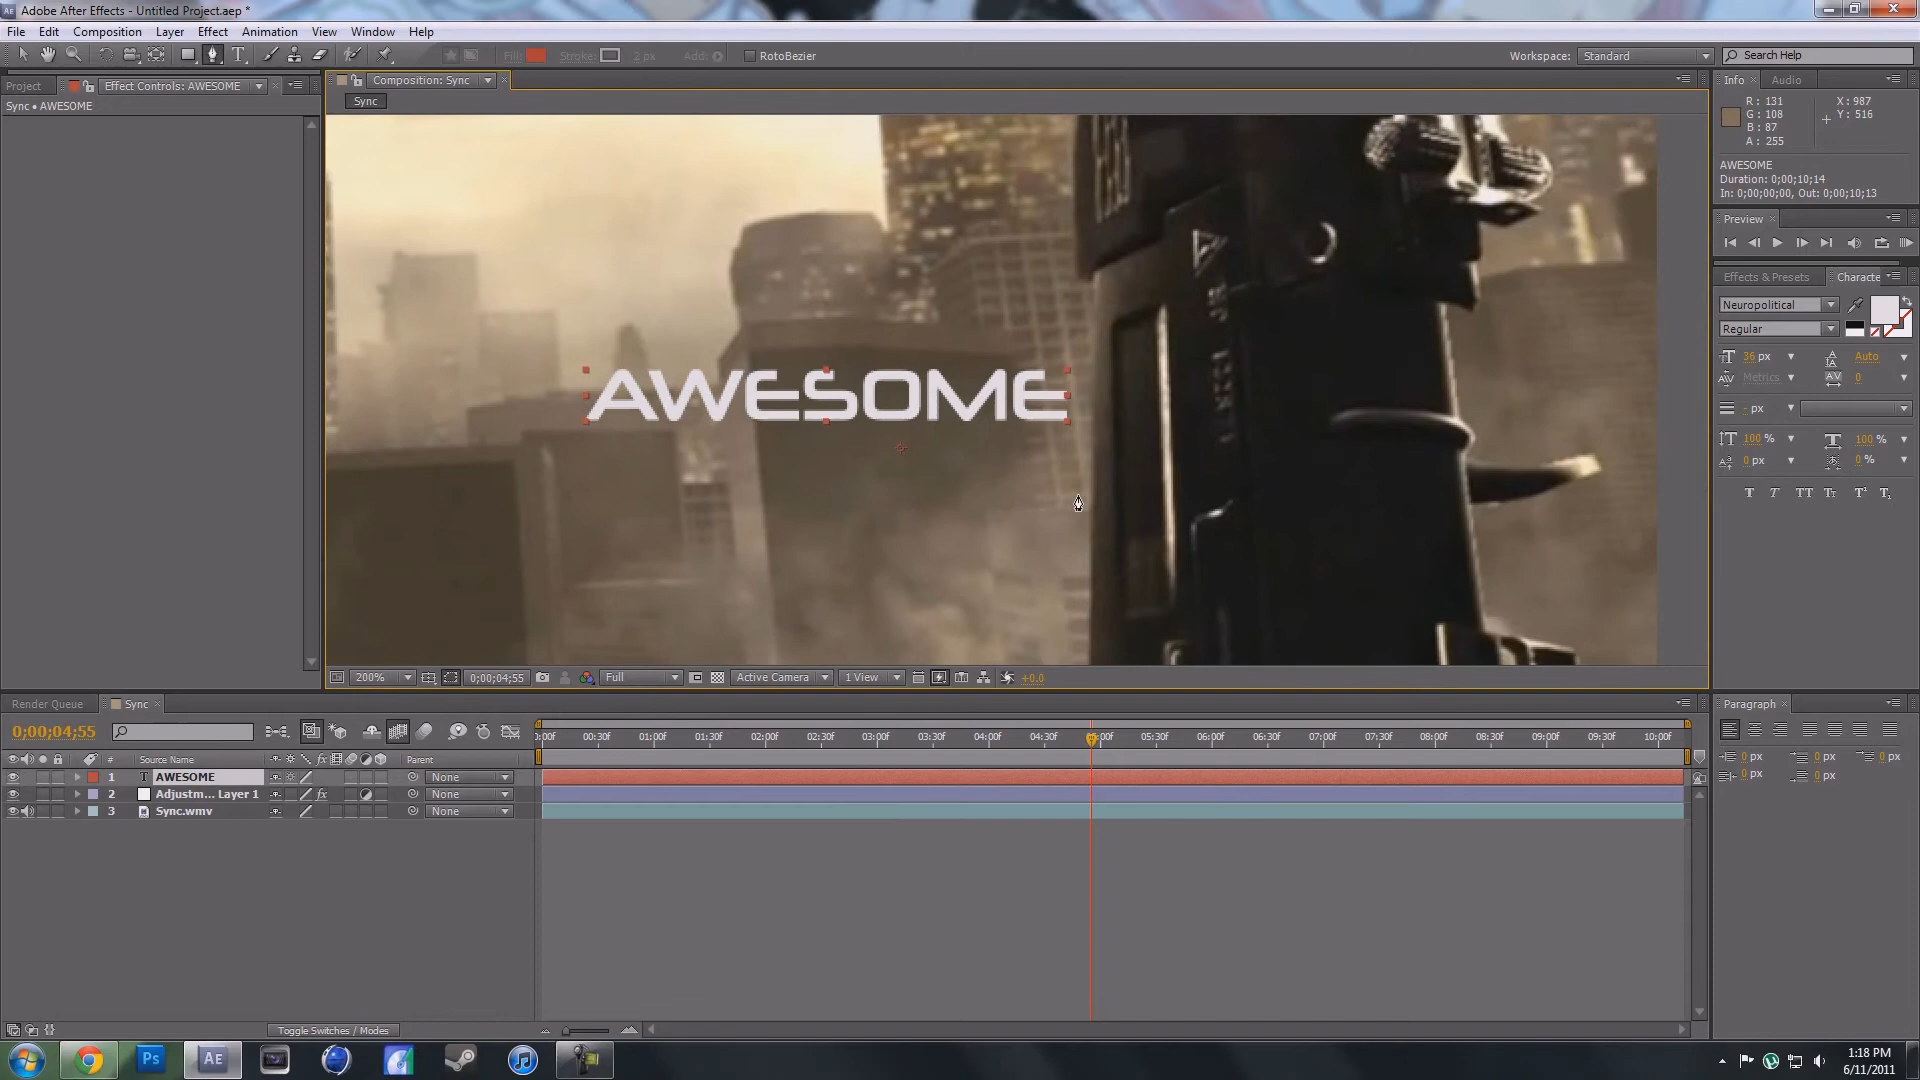 Adobe After Effects - Untitled Project.aep *
File Edit Composition Layer Effect Animation View Window Help
Fill: Stroke: 2 px Add: RotoBezier Workspace: Standard Search Help
Project Effect Controls: AWESOME Composition: Sync Info Audio
Sync • AWESOME
Sync
R : 131 X : 987
G : 108 Y : 516
B : 87
A : 255
AWESOME
Duration: 0;00;10;14
In: 0;00;00;00, Out: 0;00;10;13
Preview
Effects & Presets Characte
Neuropolitical
Regular
36 px Auto
Metrics 0
- px
100 % 100 %
0 px 0 %
T T TT Tт T¹ T₁
AWESOME
200% 0;00;04;55 Full Active Camera 1 View +0.0
Render Queue Sync Paragraph
0;00;04;55
0 px 0 px 0 px
0 px 0 px
:00f 00:30f 01:00f 01:30f 02:00f 02:30f 03:00f 03:30f 04:00f 04:30f :00f 05:30f 06:00f 06:30f 07:00f 07:30f 08:00f 08:30f 09:00f 09:30f 10:00f
# Source Name fx Parent
1 T AWESOME None
2 Adjustm... Layer 1 fx None
3 Sync.wmv None
Toggle Switches / Modes
Ps AE
1:18 PM
6/11/2011